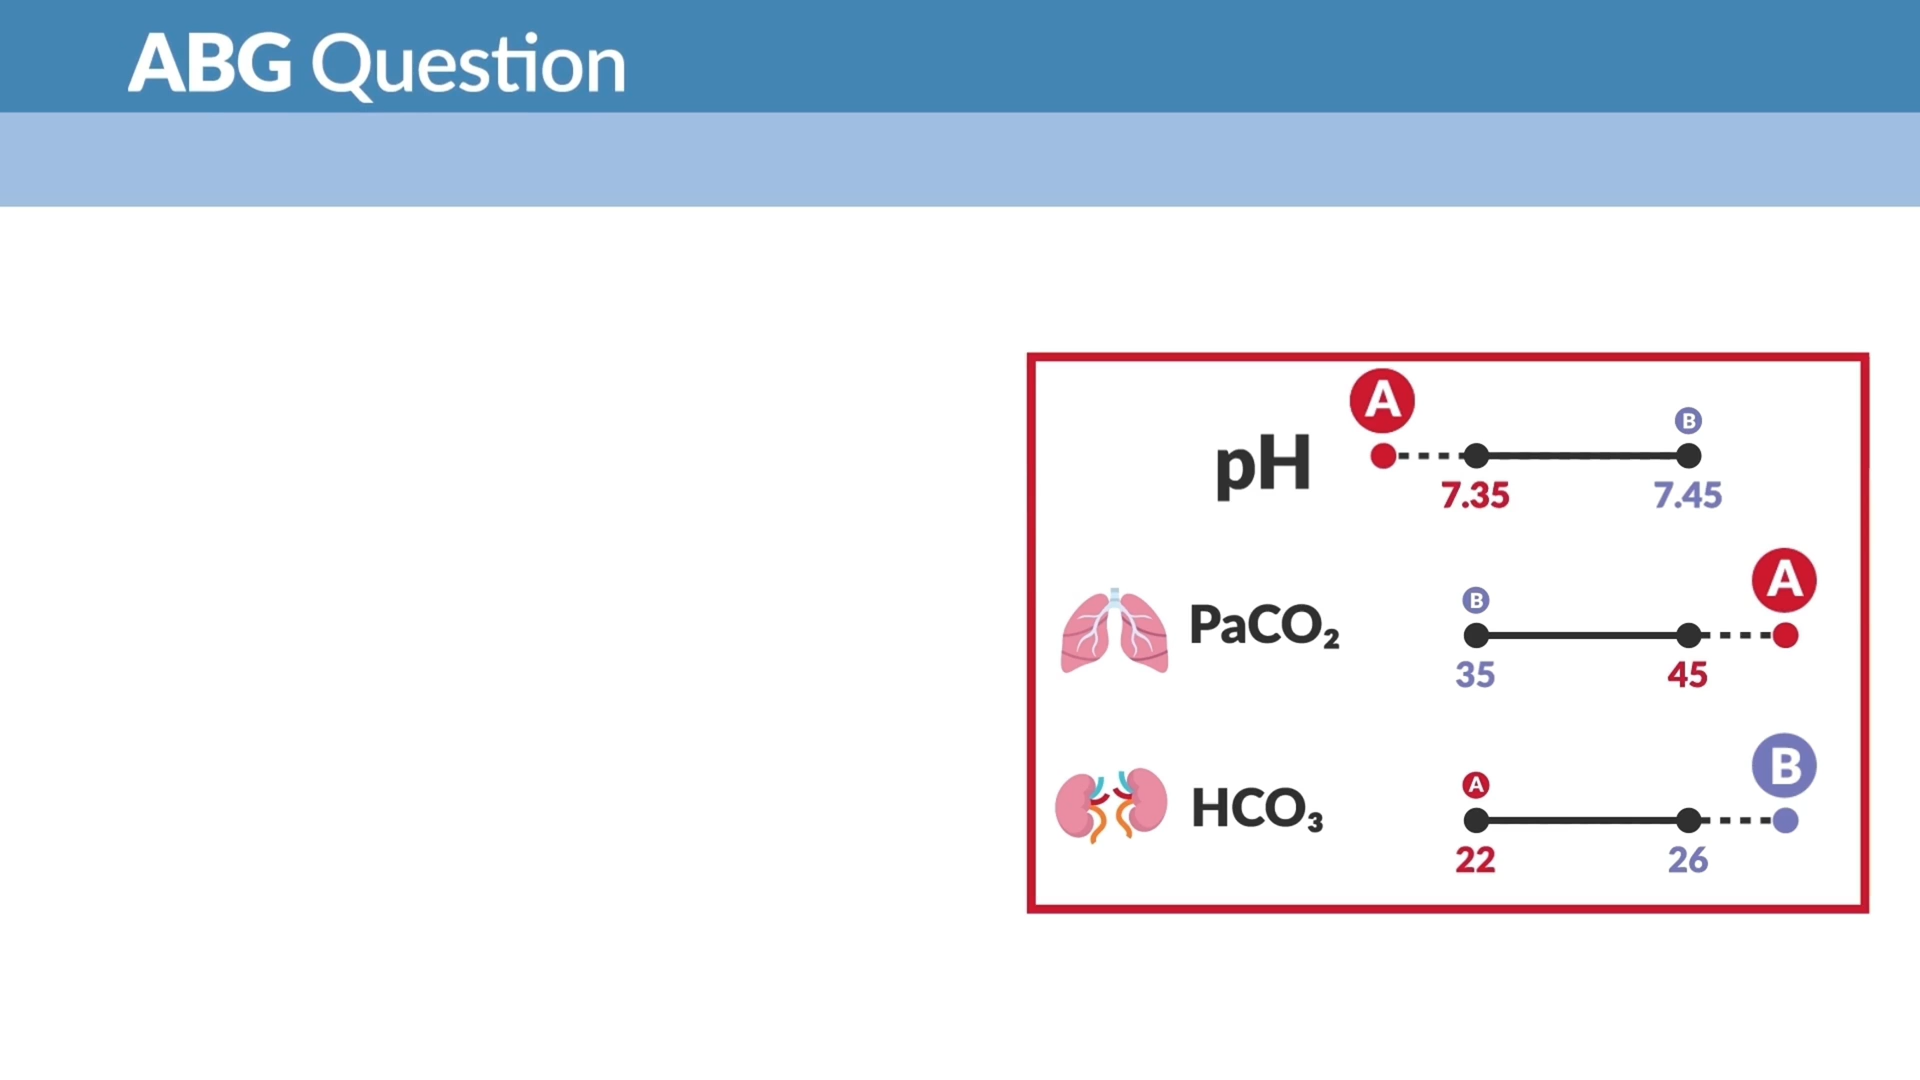 ABG Question
A
B
pH
7.35 7.45
A
B
PaCO₂
35 45
B
A
HCO₃
22 26